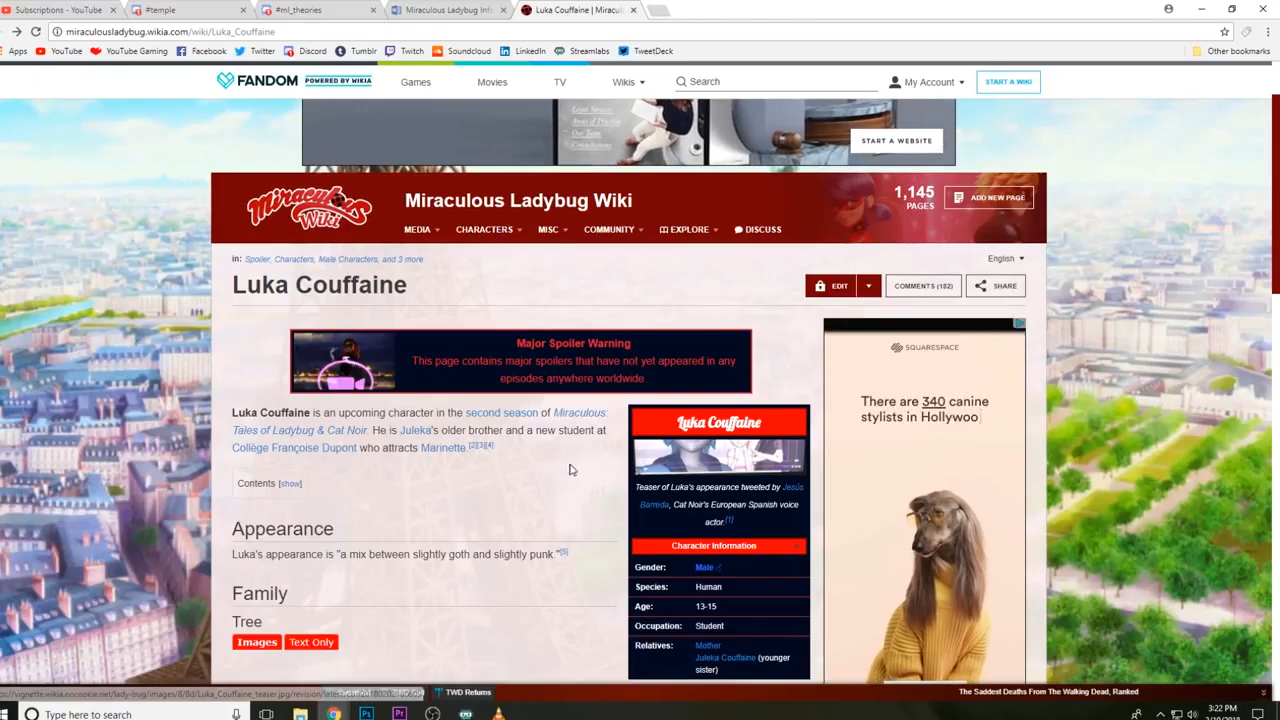 Subscriptions - YouTube
#temple
#ml_theories
Miraculous Ladybug Inf
Luka Couffaine | Miracul
miraculousladybug.wikia.com/wiki/Luka_Couffaine
Apps YouTube YouTube Gaming Facebook Twitter Discord Tumblr Twitch Soundcloud LinkedIn Streamlabs TweetDeck Other bookmarks
FANDOM POWERED BY WIKIA Games Movies TV Wikis Search My Account START A WIKI
Our Team
START A WEBSITE
Miraculous Wiki
Miraculous Ladybug Wiki
1,145
PAGES
ADD NEW PAGE
MEDIA CHARACTERS MISC COMMUNITY EXPLORE DISCUSS
in: Spoiler, Characters, Male Characters, and 3 more
English
Luka Couffaine
EDIT COMMENTS (182) SHARE
Major Spoiler Warning
This page contains major spoilers that have not yet appeared in any
episodes anywhere worldwide.
Luka Couffaine is an upcoming character in the second season of Miraculous:
Tales of Ladybug & Cat Noir. He is Juleka's older brother and a new student at
Collège Françoise Dupont who attracts Marinette.[2][3][4]
Contents [show]
Appearance
Luka's appearance is "a mix between slightly goth and slightly punk."[5]
Family
Tree
Images Text Only
Luka Couffaine
Teaser of Luka's appearance tweeted by Jesús
Barreda, Cat Noir's European Spanish voice
actor.[1]
Character Information
Gender: Male ♂
Species: Human
Age: 13-15
Occupation: Student
Relatives: Mother
Juleka Couffaine (younger
sister)
SQUARESPACE
There are 340 canine
stylists in Hollywoo
TWD Returns
The Saddest Deaths From The Walking Dead, Ranked
Type here to search
3:22 PM